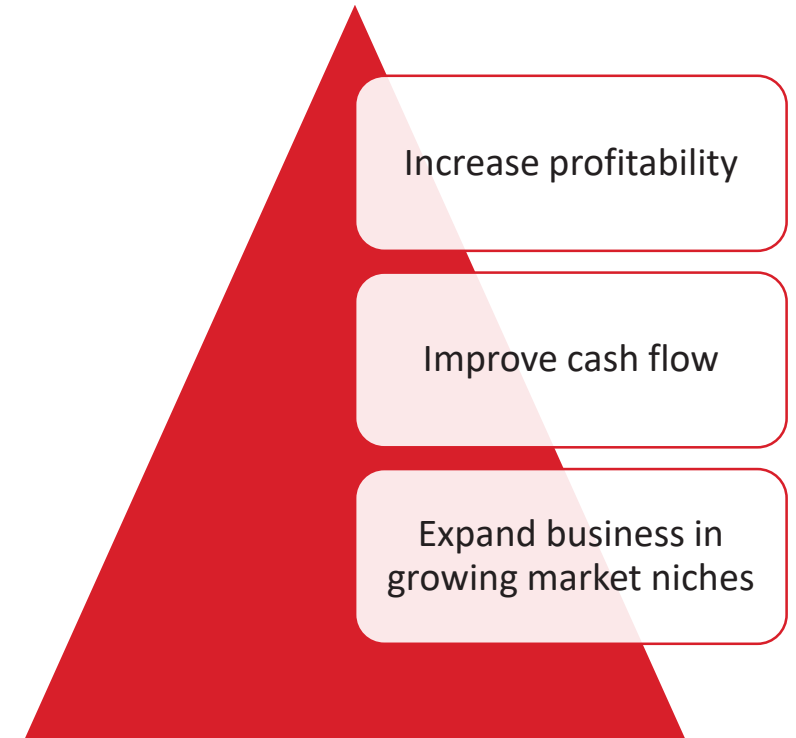 Increase profitability
Improve cash flow
Expand business in
growing market niches